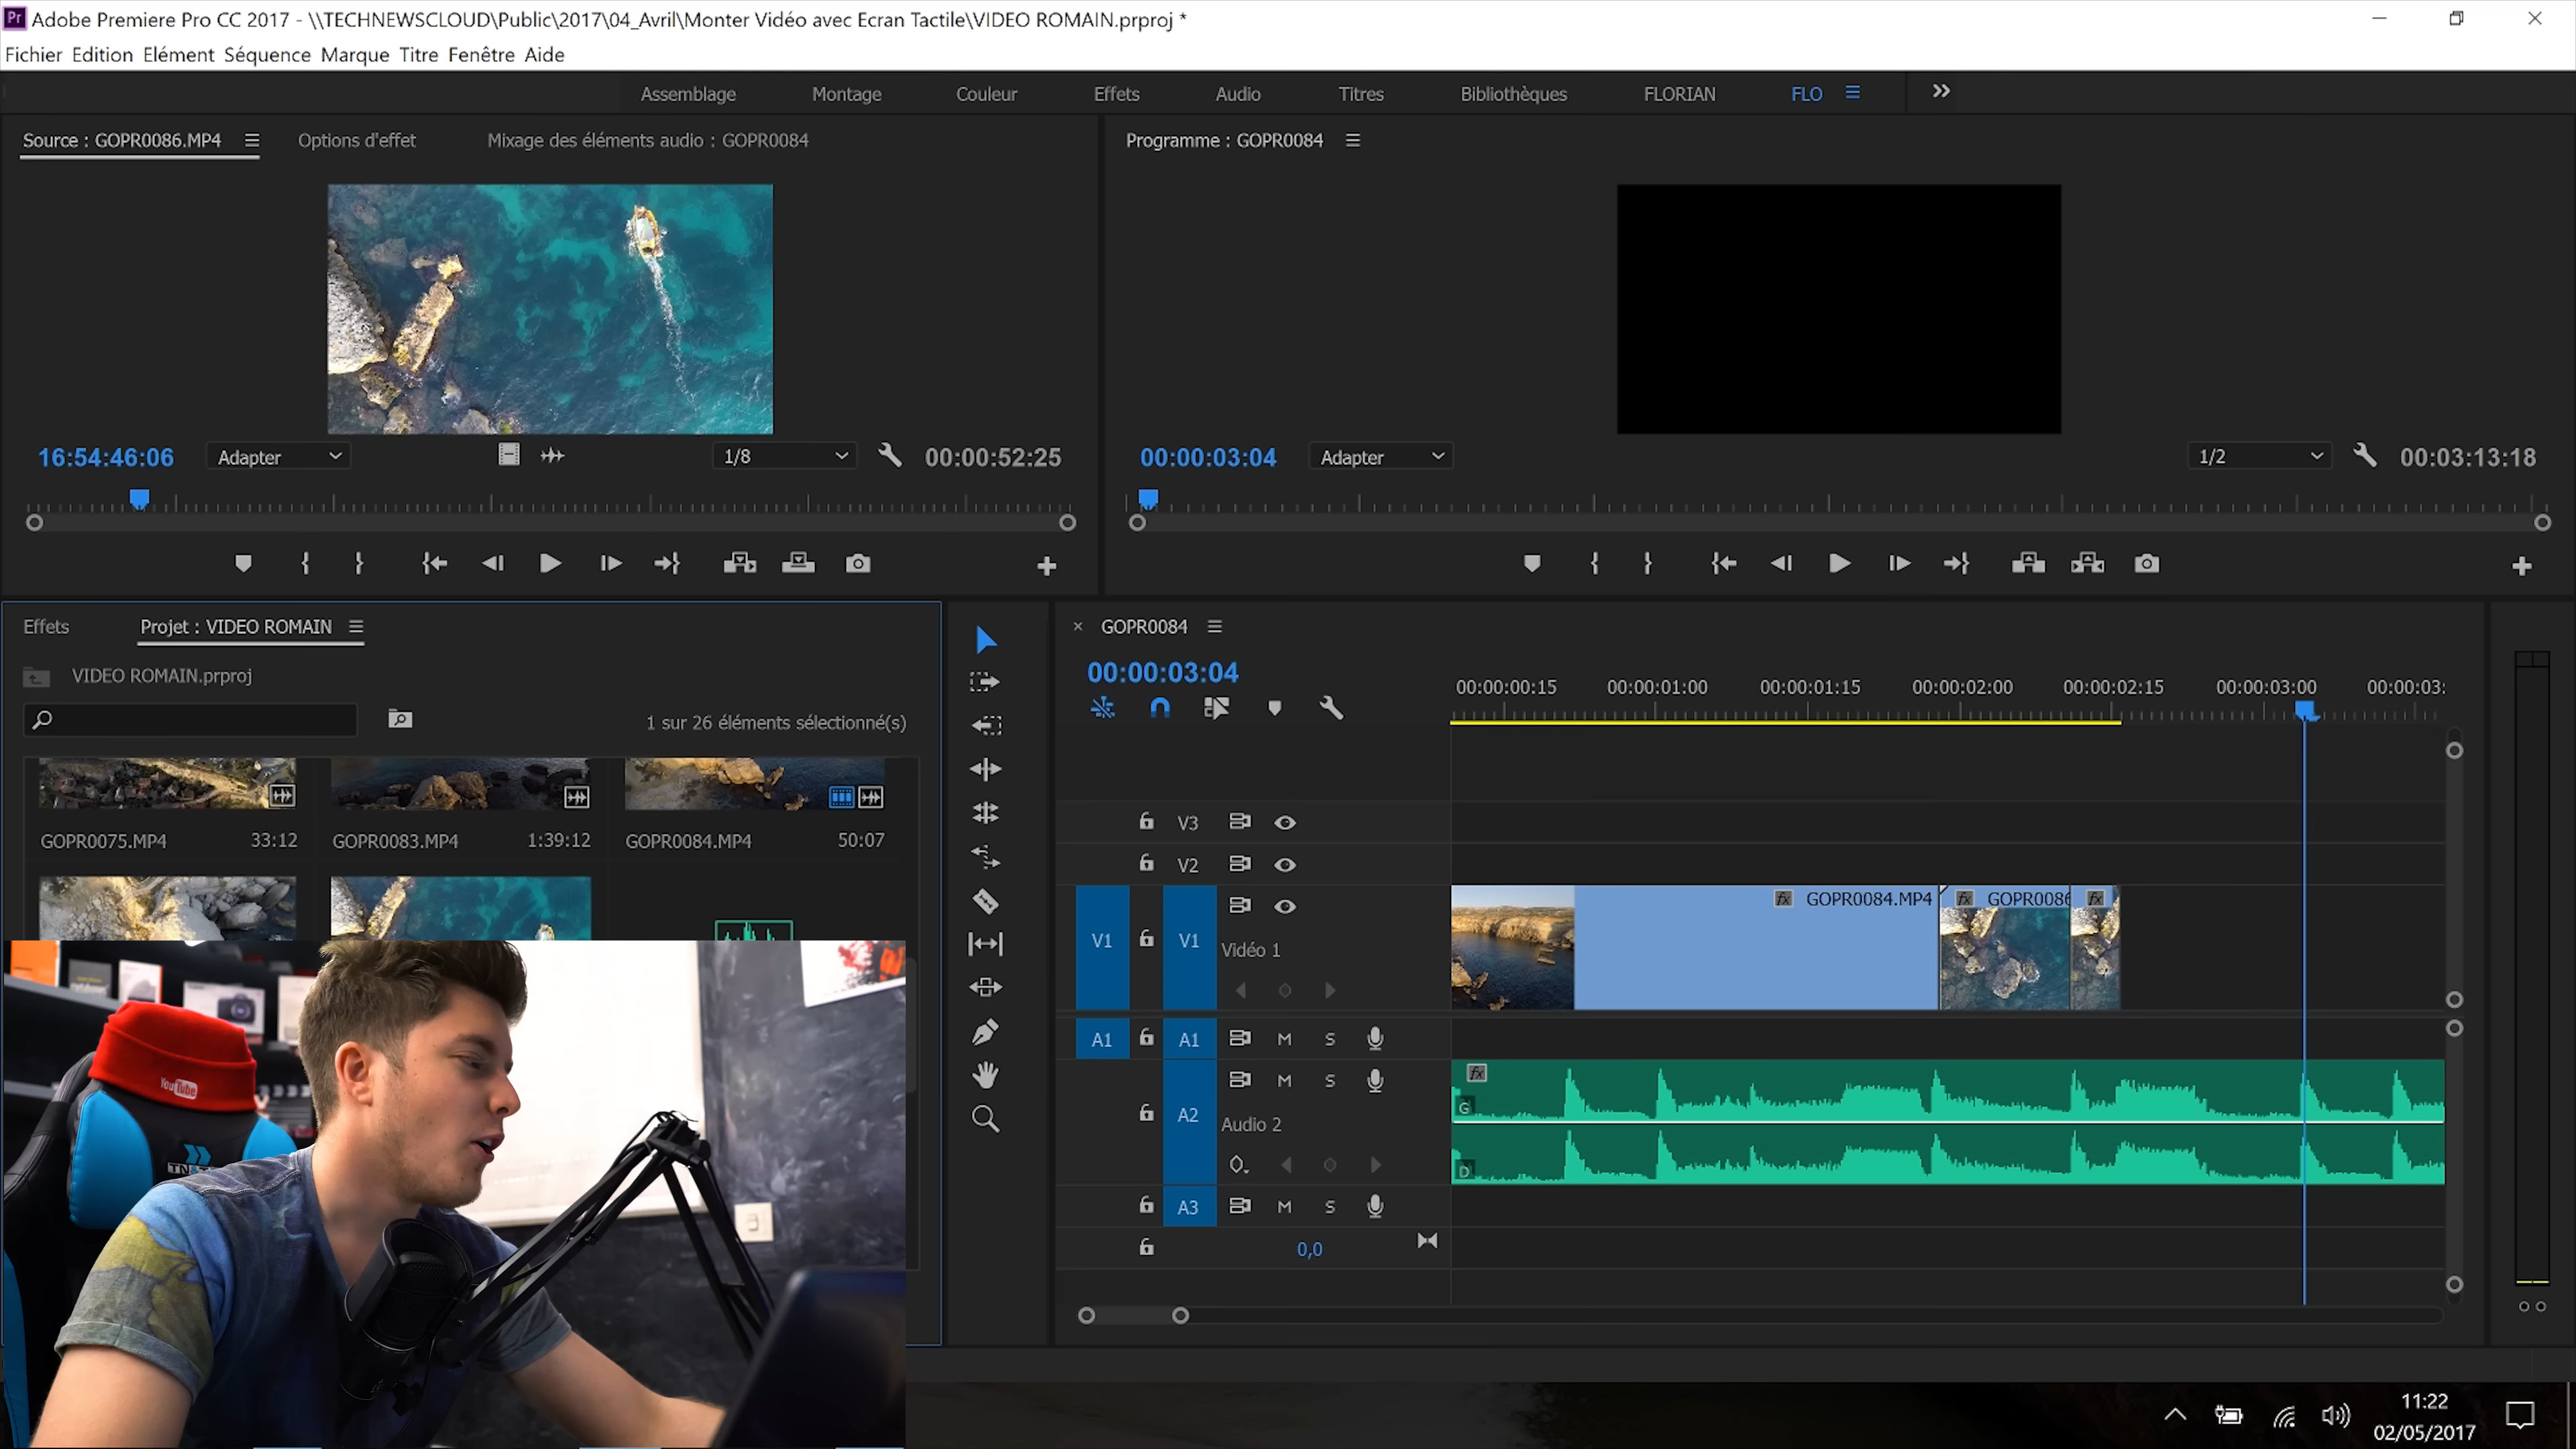 Adobe Premiere Pro CC 2017 - \\TECHNEWSCLOUD\Public\2017\04_Avril\Monter Vidéo avec Ecran Tactile\VIDEO ROMAIN.prproj *
Fichier Edition Elément Séquence Marque Titre Fenêtre Aide
Assemblage Montage Couleur Effets Audio Titres Bibliothèques FLORIAN FLO
Source : GOPR0086.MP4 Options d'effet Mixage des éléments audio : GOPR0084
Programme : GOPR0084
16:54:46:06 Adapter 1/8 00:00:52:25
00:00:03:04 Adapter 1/2 00:03:13:18
Effets Projet : VIDEO ROMAIN
VIDEO ROMAIN.prproj
1 sur 26 éléments sélectionné(s)
GOPR0075.MP4 33:12 GOPR0083.MP4 1:39:12 GOPR0084.MP4 50:07
GOPR0084
00:00:03:04
00:00:00:15 00:00:01:00 00:00:01:15 00:00:02:00 00:00:02:15 00:00:03:00 00:00:03:
V3
V2
V1 V1 Vidéo 1
fx GOPR0084.MP4 fx GOPR0086 fx
A1 A1 M S
A2 M S
Audio 2
fx
G
D
A3 M S
0,0
YouTube
11:22
02/05/2017